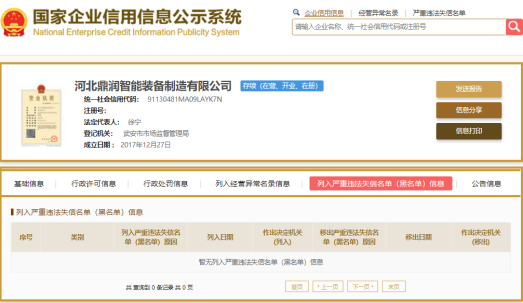 国家企业信用信息公示系统
National Enterprise Credit Information Publicity System
企业信用信息 | 经营异常名录 | 严重违法失信名单
请输入企业名称、统一社会信用代码或注册号
河北鼎润智能装备制造有限公司 存续（在营、开业、在册）
统一社会信用代码： 91130481MA09LAYK7N
注册号：
法定代表人： 徐宁
登记机关： 武安市市场监督管理局
成立日期： 2017年12月27日
发送报告
信息分享
信息打印
营业执照
基础信息 | 行政许可信息 | 行政处罚信息 | 列入经营异常名录信息 | 列入严重违法失信名单（黑名单）信息 | 公告信息
列入严重违法失信名单（黑名单）信息
序号 类别 列入严重违法失信名单（黑名单）原因 列入日期 作出决定机关（列入） 移出严重违法失信名单（黑名单）原因 移出日期 作出决定机关（移出）
暂无列入严重违法失信名单（黑名单）信息
共 查询到 0 条记录 共 0 页 首页 上一页 下一页 末页